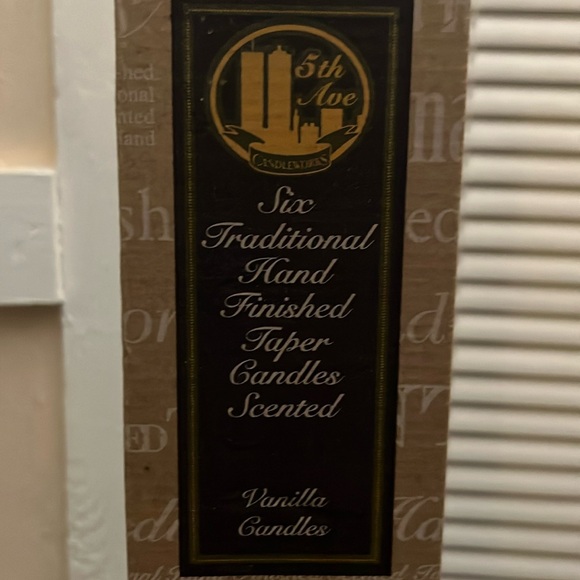 5th
Ave
CANDLEWORKS
Six
Traditional
Hand
Finished
Taper
Candles
Scented
Vanilla
Candles